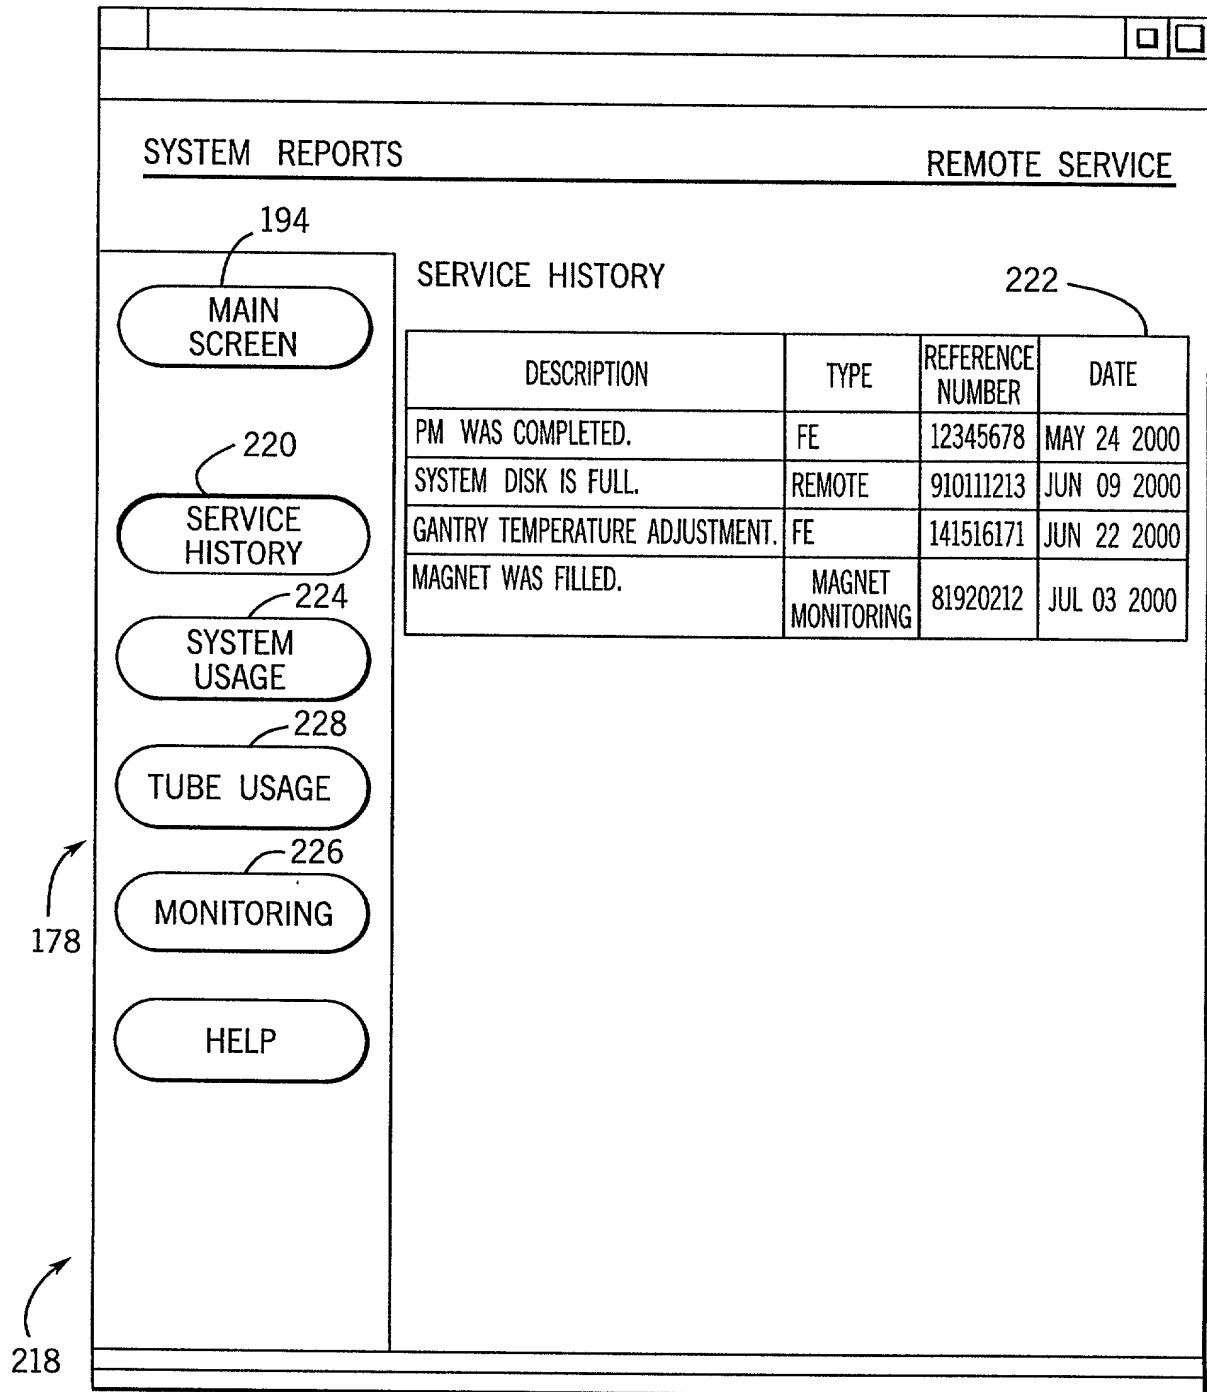 SYSTEM REPORTS
REMOTE SERVICE
194
MAIN
SCREEN
220
SERVICE
HISTORY
224
SYSTEM
USAGE
228
TUBE USAGE
226
MONITORING
HELP
178
218
SERVICE HISTORY
222
DESCRIPTION TYPE REFERENCE NUMBER DATE
PM WAS COMPLETED. FE 12345678 MAY 24 2000
SYSTEM DISK IS FULL. REMOTE 910111213 JUN 09 2000
GANTRY TEMPERATURE ADJUSTMENT. FE 141516171 JUN 22 2000
MAGNET WAS FILLED. MAGNET MONITORING 81920212 JUL 03 2000